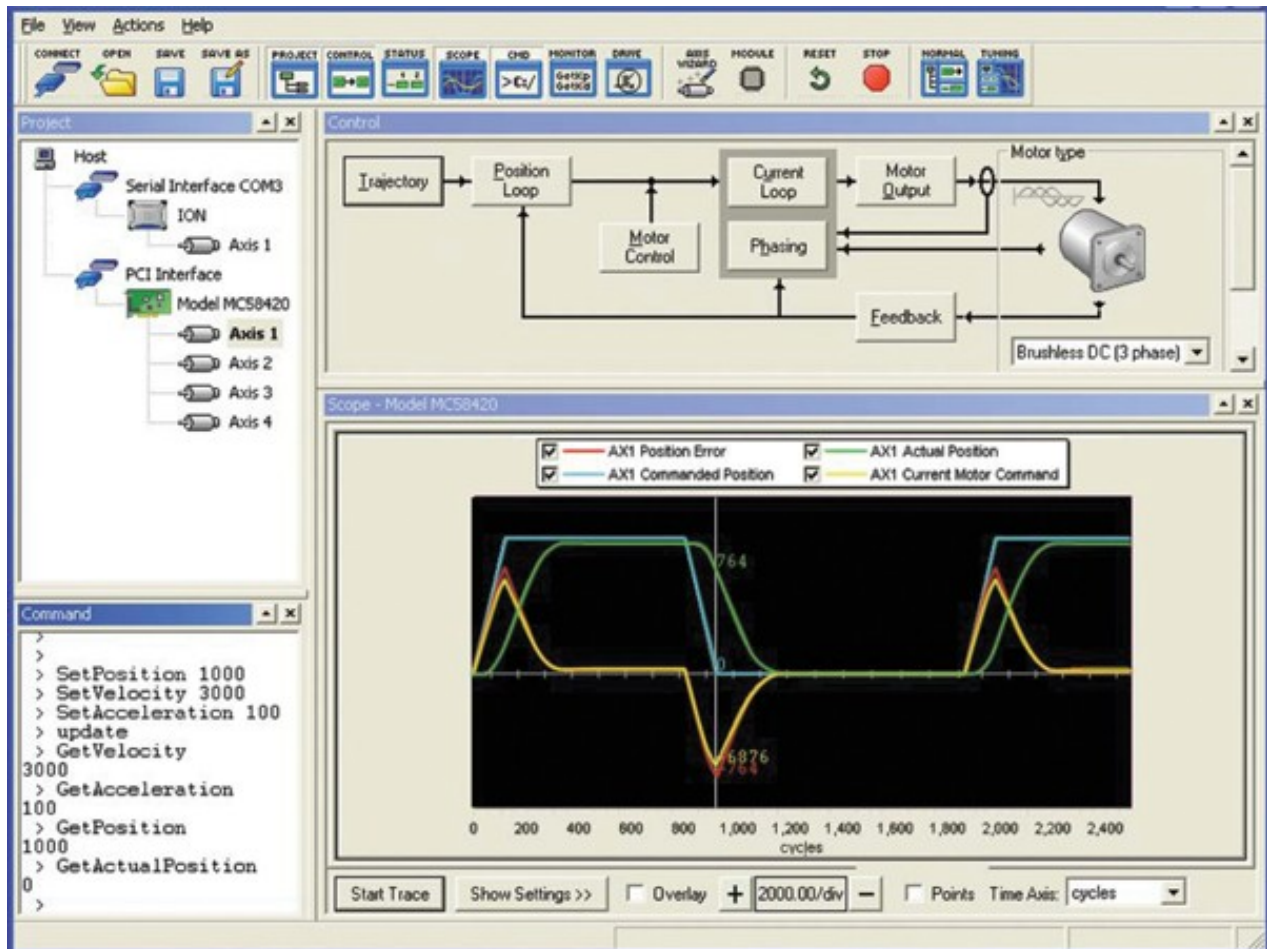 File View Actions Help
CONNECT OPEN SAVE SAVE AS PROJECT CONTROL STATUS SCOPE CMD MONITOR DRIVE AXIS WIZARD MODULE RESET STOP NORMAL TUNING
>C:/ GetKp
GetKd
Project
Host
Serial Interface COM3
ION
Axis 1
PCI Interface
Model MC58420
Axis 1
Axis 2
Axis 3
Axis 4
Control
Trajectory
Position
Loop
Motor
Control
Current
Loop
Phasing
Motor
Output
Feedback
Motor type
Brushless DC (3 phase)
Command
>
>
> SetPosition 1000
> SetVelocity 3000
> SetAcceleration 100
> update
> GetVelocity
3000
> GetAcceleration
100
> GetPosition
1000
> GetActualPosition
0
>
Scope - Model MC58420
AX1 Position Error AX1 Actual Position
AX1 Commanded Position AX1 Current Motor Command
764
0
-6876
-764
0 200 400 600 800 1,000 1,200 1,400 1,600 1,800 2,000 2,200 2,400
cycles
Start Trace Show Settings >> Overlay + 2000.00/div − Points Time Axis: cycles